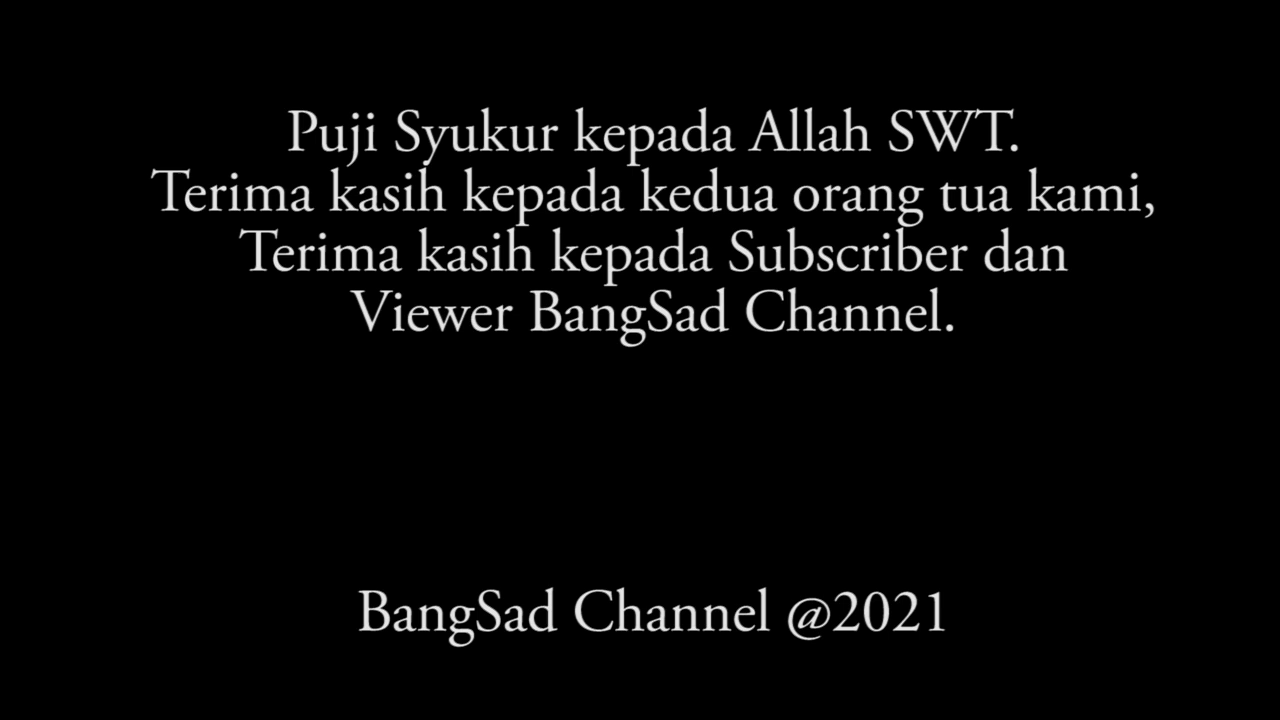 Puji Syukur kepada Allah SWT.
Terima kasih kepada kedua orang tua kami,
Terima kasih kepada Subscriber dan
Viewer BangSad Channel.
BangSad Channel @2021